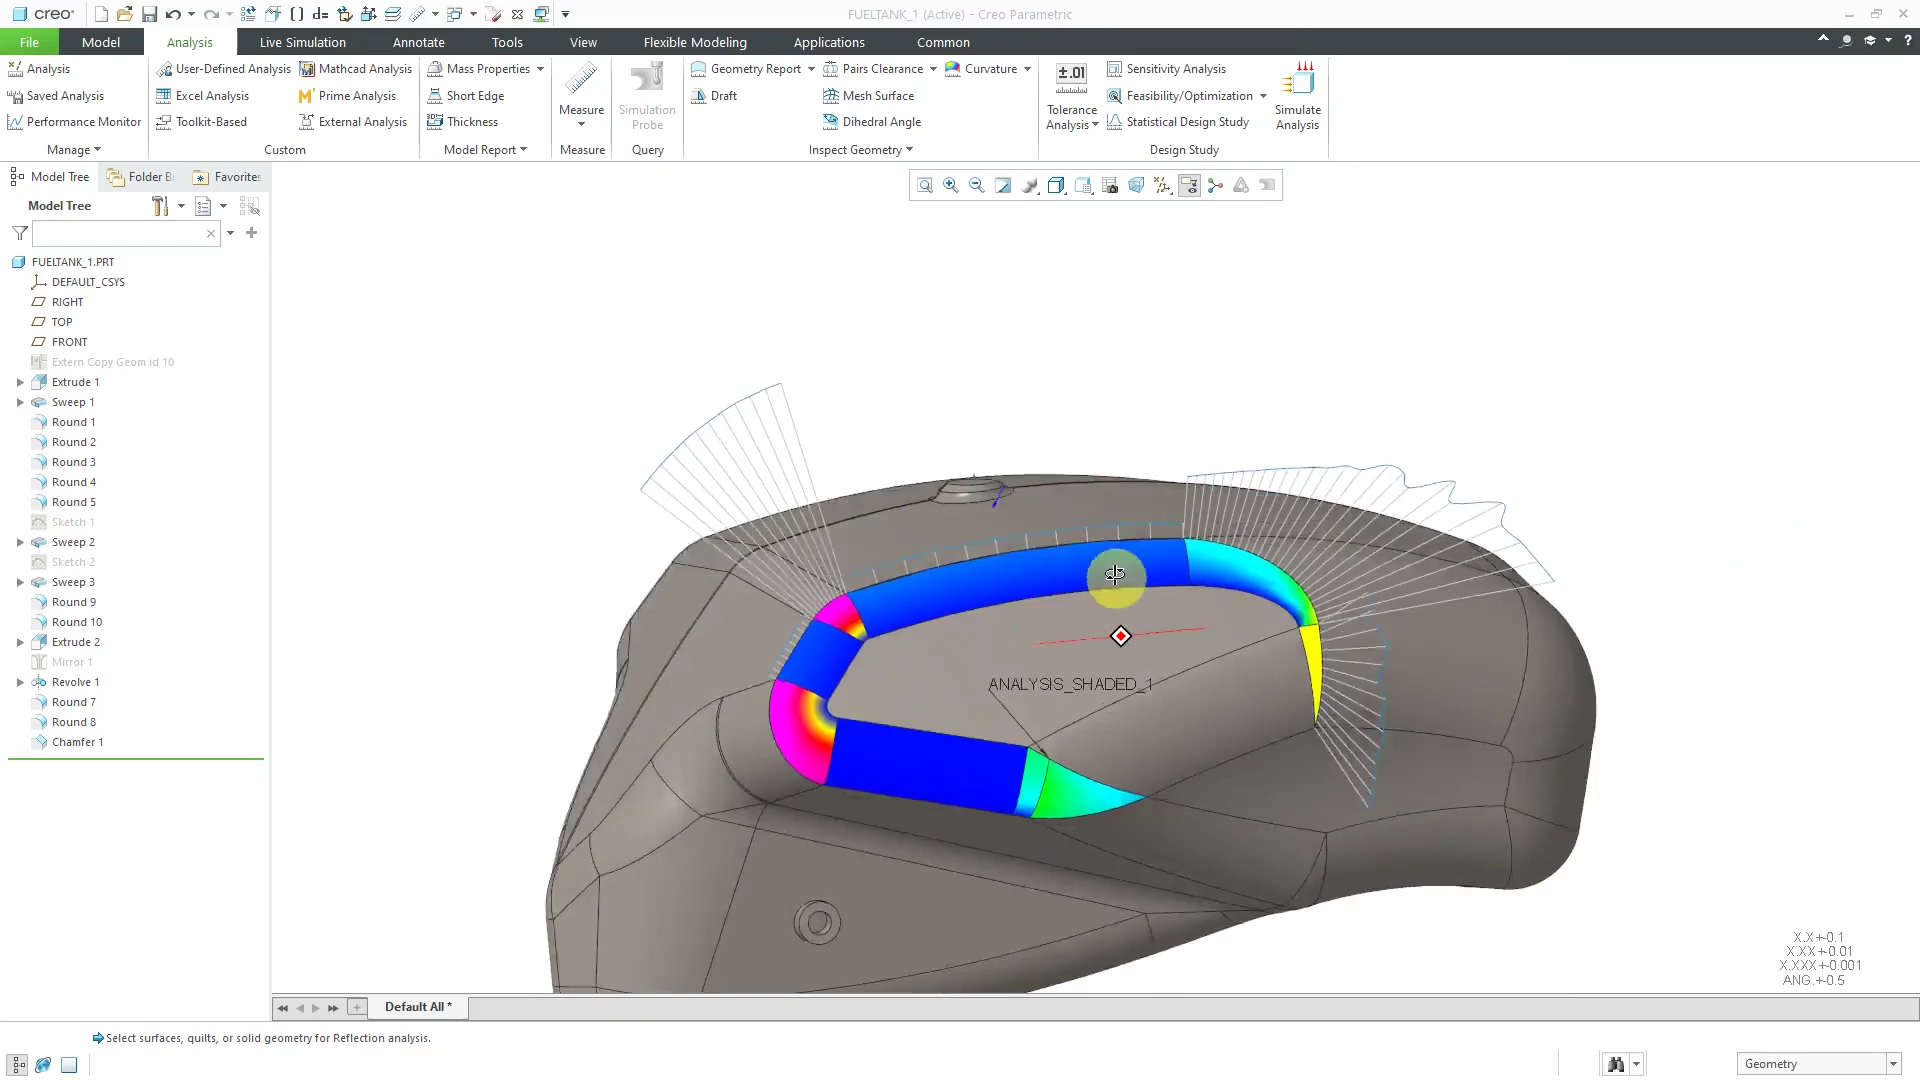 creo
FUELTANK_1 (Active) - Creo Parametric
File
Model
Analysis
Live Simulation
Annotate
Tools
View
Flexible Modeling
Applications
Common
Analysis
Saved Analysis
Performance Monitor
Manage
User-Defined Analysis
Excel Analysis
Toolkit-Based
Mathcad Analysis
Prime Analysis
External Analysis
Custom
Mass Properties
Short Edge
Thickness
Model Report
Measure
Measure
Simulation
Probe
Query
Geometry Report
Draft
Pairs Clearance
Mesh Surface
Dihedral Angle
Curvature
Inspect Geometry
±.01
Tolerance
Analysis
Sensitivity Analysis
Feasibility/Optimization
Statistical Design Study
Simulate
Analysis
Design Study
Model Tree
Folder B
Favorites
Model Tree
FUELTANK_1.PRT
DEFAULT_CSYS
RIGHT
TOP
FRONT
Extern Copy Geom id 10
Extrude 1
Sweep 1
Round 1
Round 2
Round 3
Round 4
Round 5
Sketch 1
Sweep 2
Sketch 2
Sweep 3
Round 9
Round 10
Extrude 2
Mirror 1
Revolve 1
Round 7
Round 8
Chamfer 1
ANALYSIS_SHADED_1
X.X+-0.1
X.XX+-0.01
X.XXX+-0.001
ANG.+-0.5
Default All *
Select surfaces, quilts, or solid geometry for Reflection analysis.
Geometry